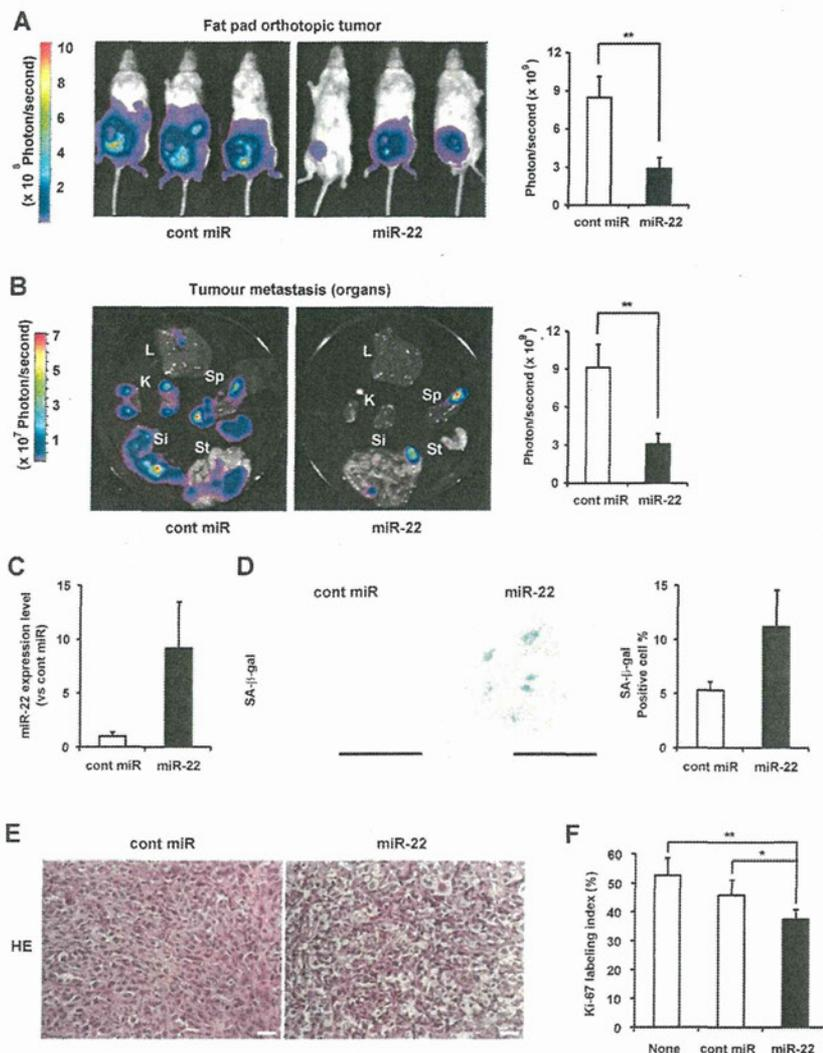 A
Fat pad orthotopic tumor
10
8
6
4
2
(x 10⁸ Photon/second)
cont miR
miR-22
Photon/second (x 10⁹)
12
9
6
3
0
**
cont miR
miR-22
B
Tumour metastasis (organs)
7
5
3
1
(x 10⁷ Photon/second)
L
K
Sp
Si
St
cont miR
L
K
Sp
Si
St
miR-22
Photon/second (x 10⁹)
12
9
6
3
0
**
cont miR
miR-22
C
miR-22 expression level
(vs cont miR)
15
10
5
0
cont miR
miR-22
D
cont miR
miR-22
SA-β-gal
SA-β-gal
Positive cell %
15
10
5
0
cont miR
miR-22
E
cont miR
miR-22
HE
F
Ki-67 labeling index (%)
60
50
40
30
20
10
0
**
*
None
cont miR
miR-22